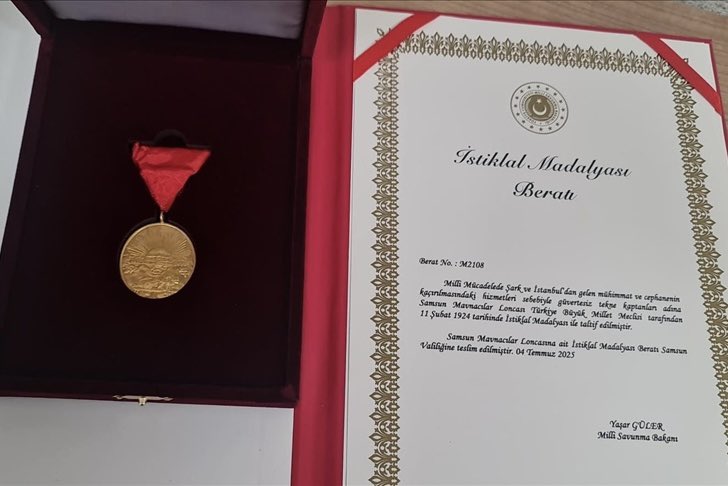 İstiklal Madalyası
Beratı
Berat No. : M2108
Milli Mücadelede Şark ve İstanbul'dan gelen mühimmat ve cephanenin
kaçırılmasındaki hizmetleri sebebiyle güvertesiz tekne kaptanları adına
Samsun Mavnacılar Loncası Türkiye Büyük Millet Meclisi tarafından
11 Şubat 1924 tarihinde İstiklal Madalyası ile taltif edilmiştir.
Samsun Mavnacılar Loncasına ait İstiklal Madalyası Beratı Samsun
Valiliğine teslim edilmiştir. 04 Temmuz 2025
Yaşar GÜLER
Milli Savunma Bakanı